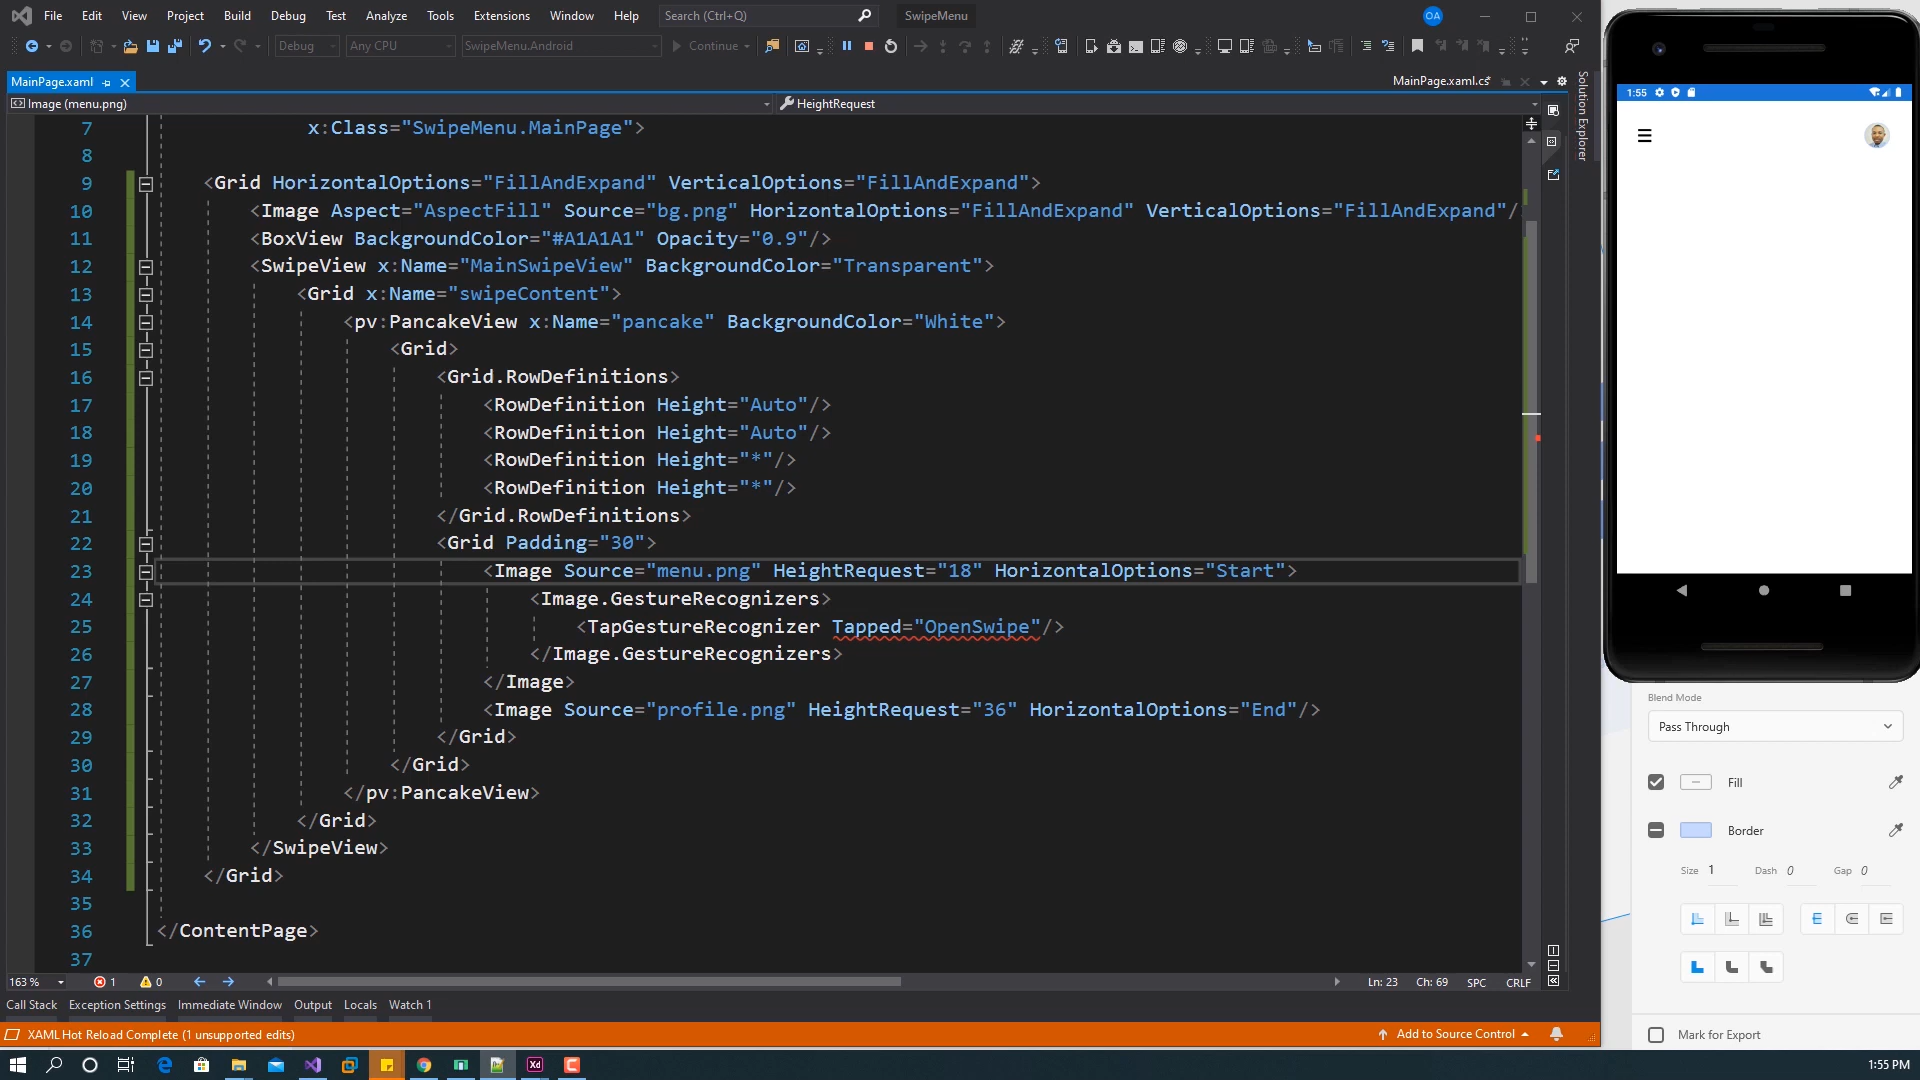 File Edit View Project Build Debug Test Analyze Tools Extensions Window Help Search (Ctrl+Q) SwipeMenu OA
Debug Any CPU SwipeMenu.Android Continue
MainPage.xaml MainPage.xaml.cs*
Image (menu.png) HeightRequest
Solution Explorer
7 x:Class="SwipeMenu.MainPage">
8
9 <Grid HorizontalOptions="FillAndExpand" VerticalOptions="FillAndExpand">
10 <Image Aspect="AspectFill" Source="bg.png" HorizontalOptions="FillAndExpand" VerticalOptions="FillAndExpand"/
11 <BoxView BackgroundColor="#A1A1A1" Opacity="0.9"/>
12 <SwipeView x:Name="MainSwipeView" BackgroundColor="Transparent">
13 <Grid x:Name="swipeContent">
14 <pv:PancakeView x:Name="pancake" BackgroundColor="White">
15 <Grid>
16 <Grid.RowDefinitions>
17 <RowDefinition Height="Auto"/>
18 <RowDefinition Height="Auto"/>
19 <RowDefinition Height="*"/>
20 <RowDefinition Height="*"/>
21 </Grid.RowDefinitions>
22 <Grid Padding="30">
23 <Image Source="menu.png" HeightRequest="18" HorizontalOptions="Start">
24 <Image.GestureRecognizers>
25 <TapGestureRecognizer Tapped="OpenSwipe"/>
26 </Image.GestureRecognizers>
27 </Image>
28 <Image Source="profile.png" HeightRequest="36" HorizontalOptions="End"/>
29 </Grid>
30 </Grid>
31 </pv:PancakeView>
32 </Grid>
33 </SwipeView>
34 </Grid>
35
36 </ContentPage>
37
163 % 1 0 Ln: 23 Ch: 69 SPC CRLF
Call Stack Exception Settings Immediate Window Output Locals Watch 1
XAML Hot Reload Complete (1 unsupported edits) Add to Source Control
1:55
Blend Mode
Pass Through
Fill
Border
Size 1 Dash 0 Gap 0
Mark for Export
Xd
1:55 PM